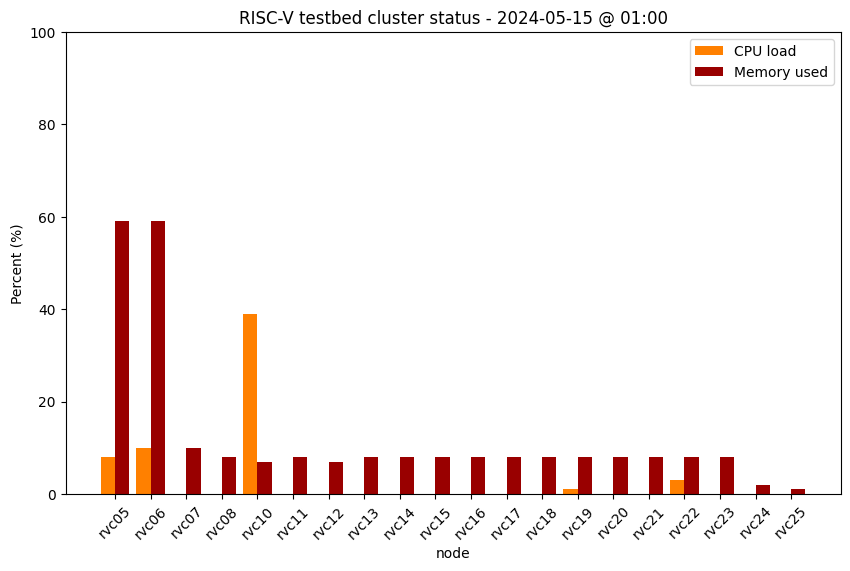 RISC-V testbed cluster status - 2024-05-15 @ 01:00
CPU load
Memory used
Percent (%)
100
80
60
40
20
0
rvc05 rvc06 rvc07 rvc08 rvc10 rvc11 rvc12 rvc13 rvc14 rvc15 rvc16 rvc17 rvc18 rvc19 rvc20 rvc21 rvc22 rvc23 rvc24 rvc25
node